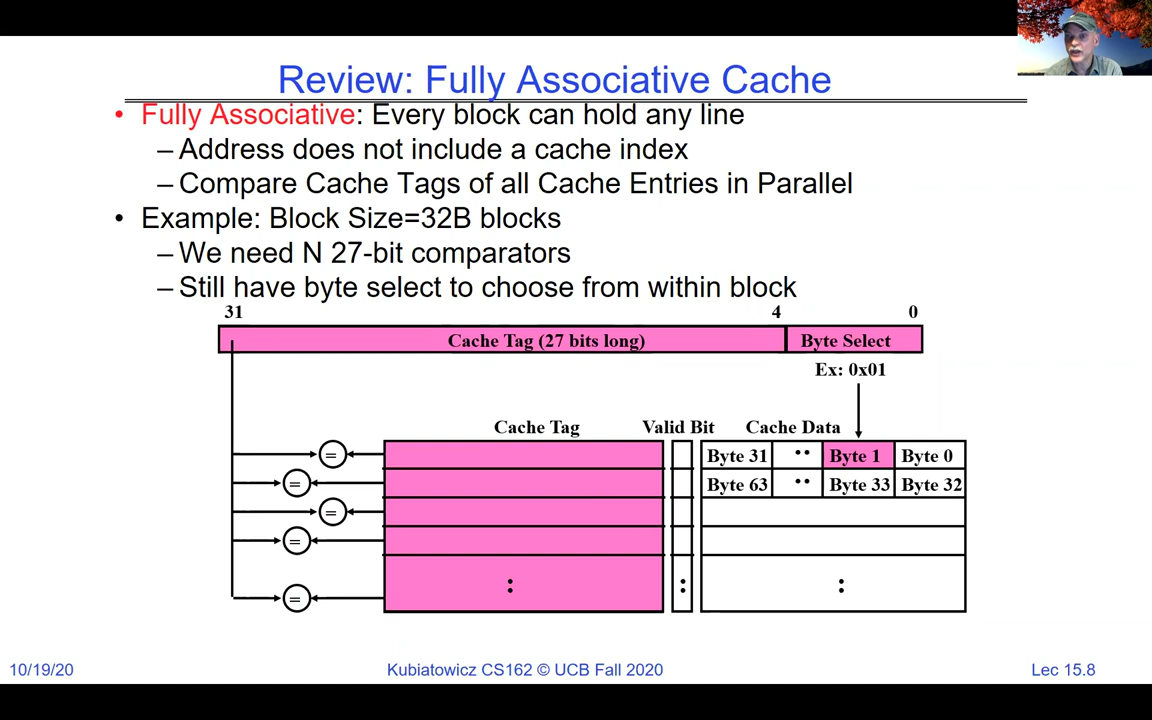 Review: Fully Associative Cache
• Fully Associative: Every block can hold any line
– Address does not include a cache index
– Compare Cache Tags of all Cache Entries in Parallel
• Example: Block Size=32B blocks
– We need N 27-bit comparators
– Still have byte select to choose from within block
31 4 0
Cache Tag (27 bits long) Byte Select
Ex: 0x01
Cache Tag Valid Bit Cache Data
= Byte 31 ·· Byte 1 Byte 0
= Byte 63 ·· Byte 33 Byte 32
=
=
: : :
=
10/19/20 Kubiatowicz CS162 © UCB Fall 2020 Lec 15.8